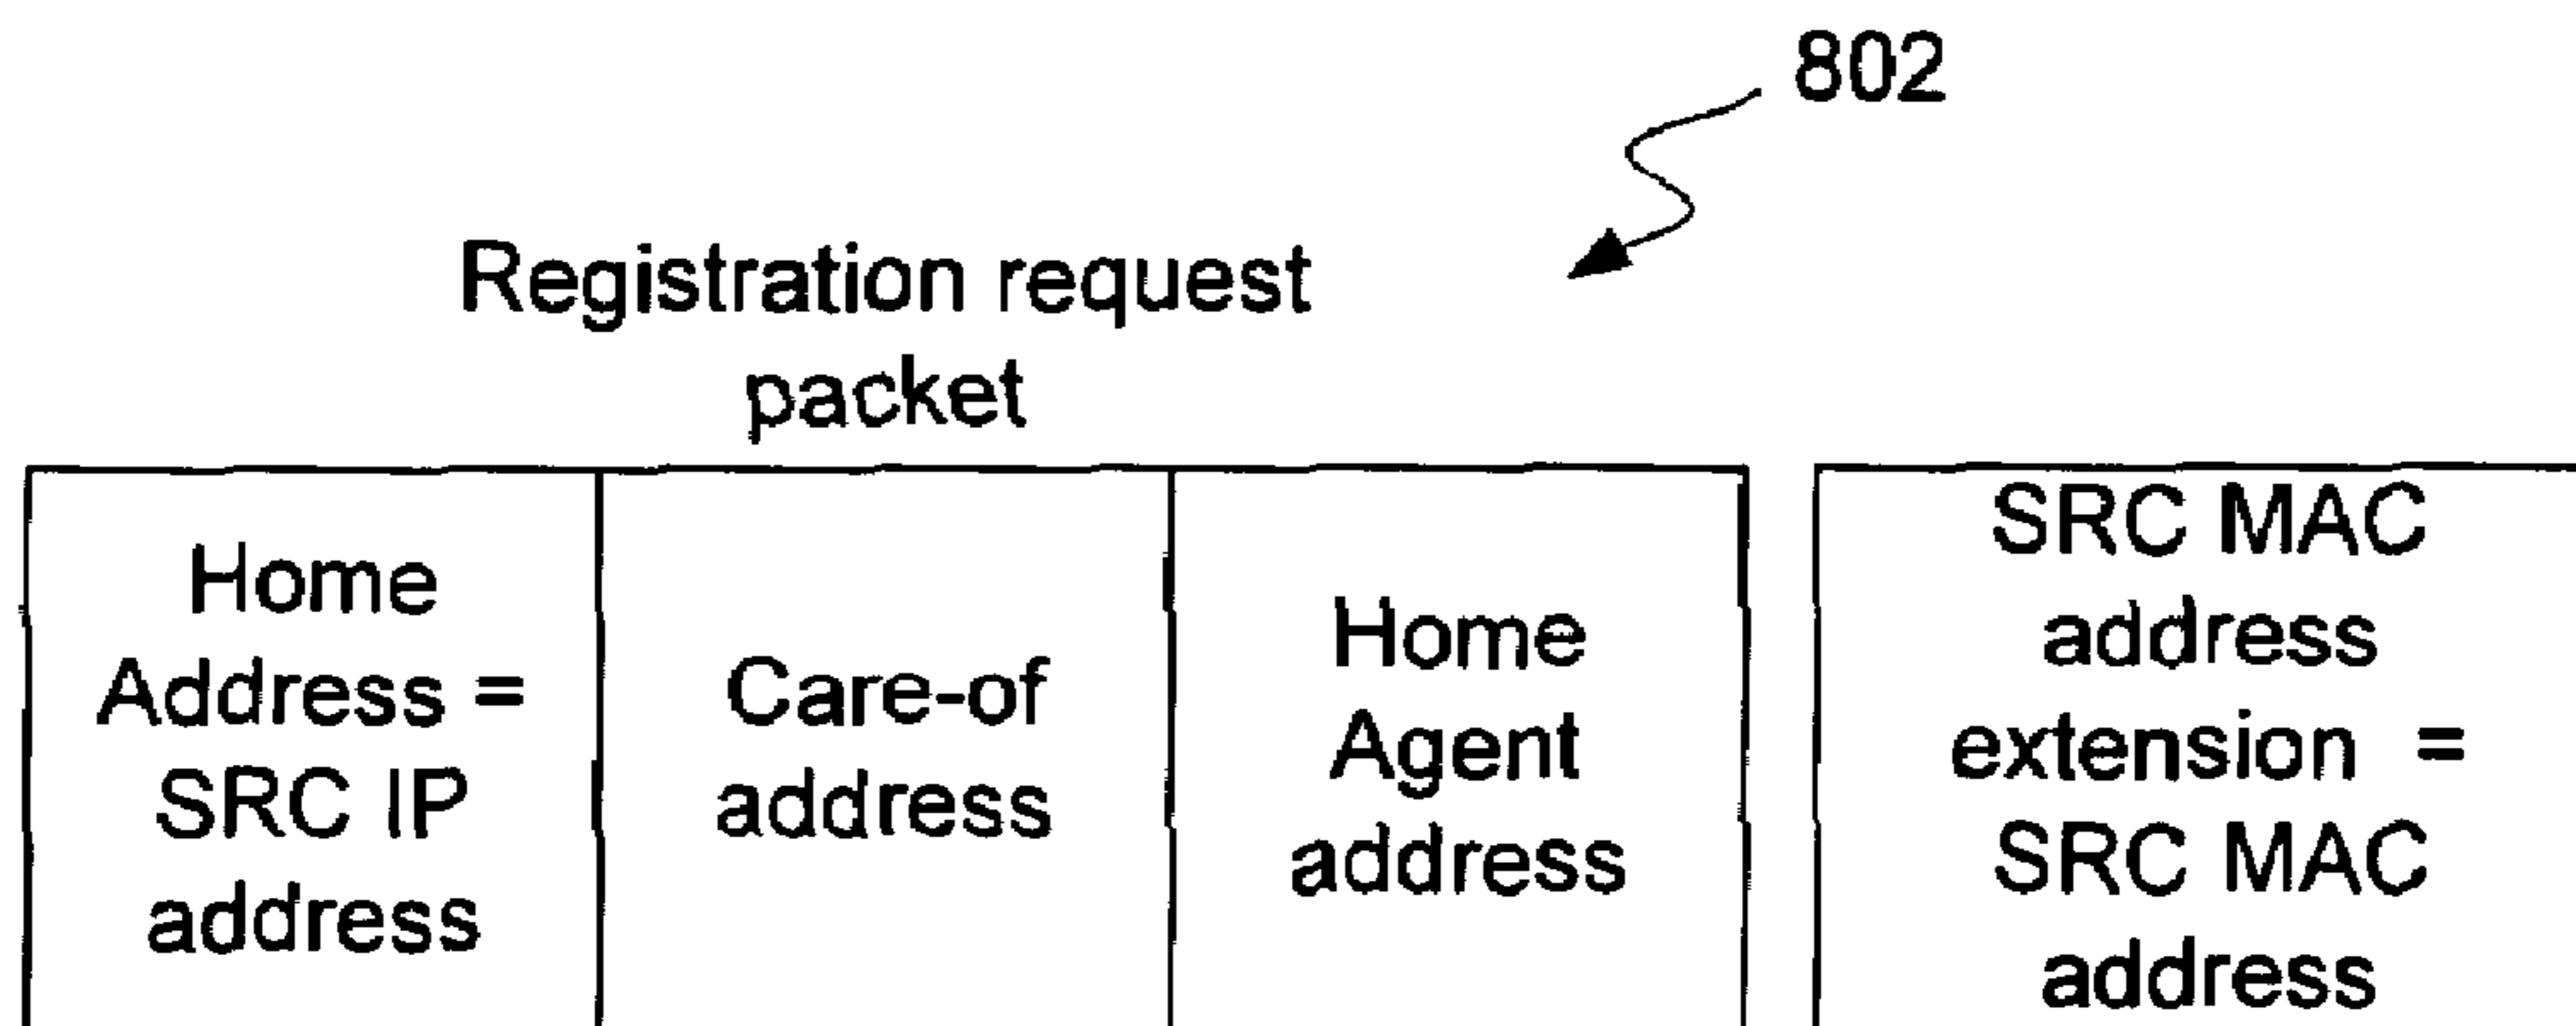 802
Registration request
packet
Home
Address =
SRC IP
address
Care-of
address
Home
Agent
address
SRC MAC
address
extension =
SRC MAC
address